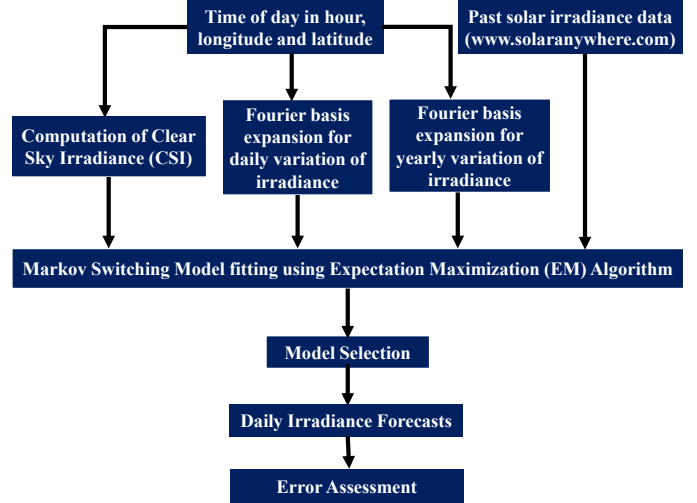 Time of day in hour,
longitude and latitude
Past solar irradiance data
(www.solaranywhere.com)
Computation of Clear
Sky Irradiance (CSI)
Fourier basis
expansion for
daily variation of
irradiance
Fourier basis
expansion for
yearly variation of
irradiance
Markov Switching Model fitting using Expectation Maximization (EM) Algorithm
Model Selection
Daily Irradiance Forecasts
Error Assessment